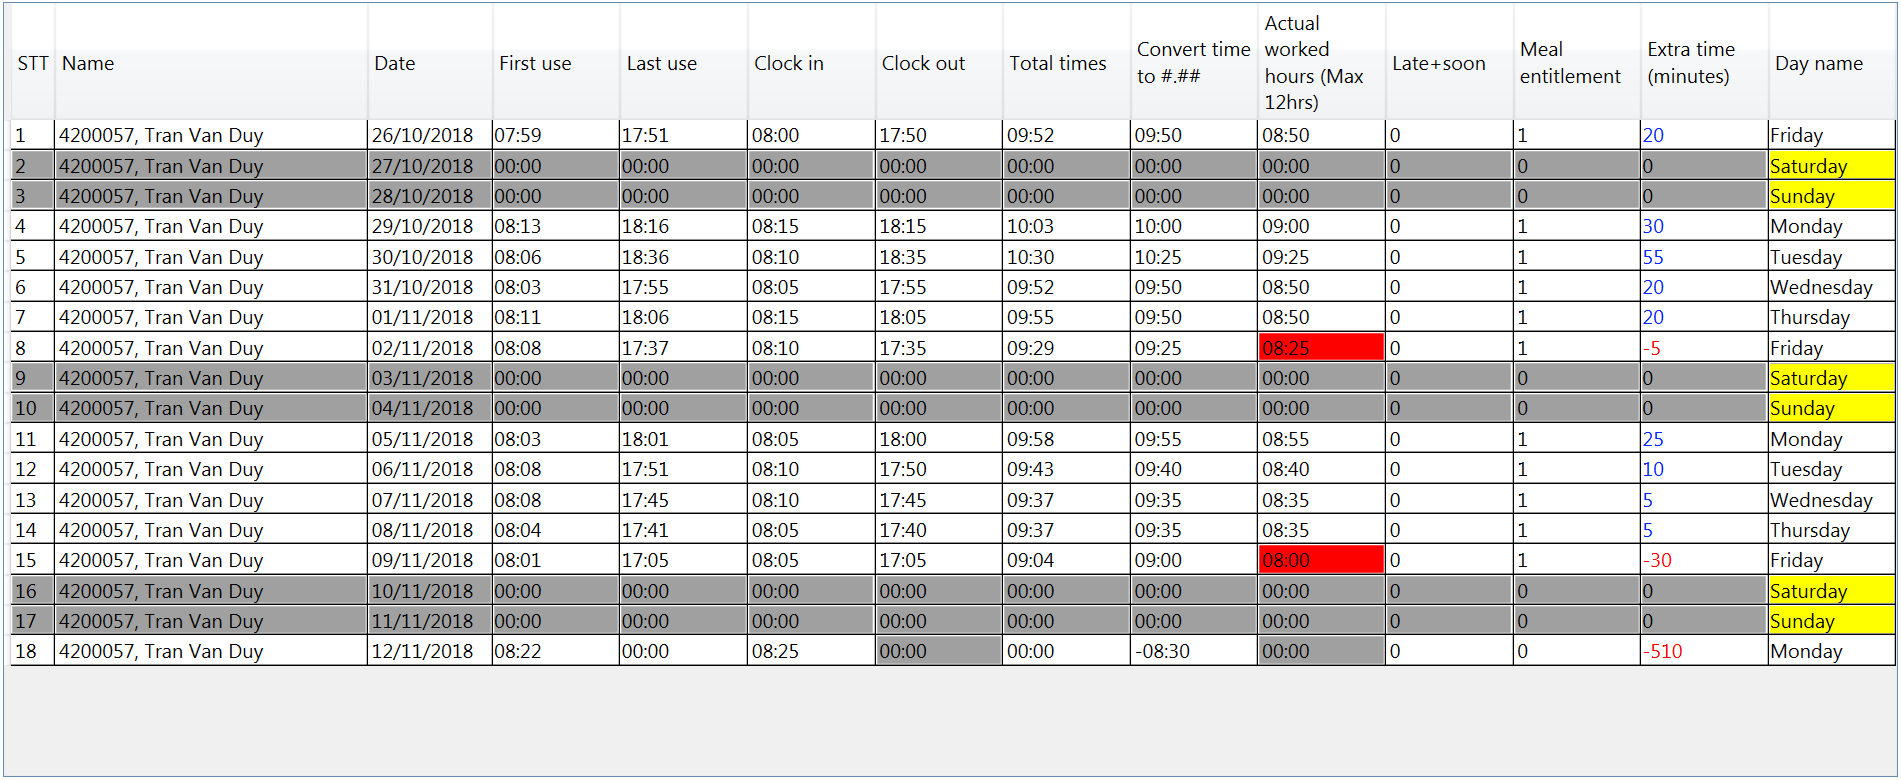 STT Name Date First use Last use Clock in Clock out Total times Convert time to #.## Actual worked hours (Max 12hrs) Late+soon Meal entitlement Extra time (minutes) Day name
1 4200057, Tran Van Duy 26/10/2018 07:59 17:51 08:00 17:50 09:52 09:50 08:50 0 1 20 Friday
2 4200057, Tran Van Duy 27/10/2018 00:00 00:00 00:00 00:00 00:00 00:00 00:00 0 0 0 Saturday
3 4200057, Tran Van Duy 28/10/2018 00:00 00:00 00:00 00:00 00:00 00:00 00:00 0 0 0 Sunday
4 4200057, Tran Van Duy 29/10/2018 08:13 18:16 08:15 18:15 10:03 10:00 09:00 0 1 30 Monday
5 4200057, Tran Van Duy 30/10/2018 08:06 18:36 08:10 18:35 10:30 10:25 09:25 0 1 55 Tuesday
6 4200057, Tran Van Duy 31/10/2018 08:03 17:55 08:05 17:55 09:52 09:50 08:50 0 1 20 Wednesday
7 4200057, Tran Van Duy 01/11/2018 08:11 18:06 08:15 18:05 09:55 09:50 08:50 0 1 20 Thursday
8 4200057, Tran Van Duy 02/11/2018 08:08 17:37 08:10 17:35 09:29 09:25 08:25 0 1 -5 Friday
9 4200057, Tran Van Duy 03/11/2018 00:00 00:00 00:00 00:00 00:00 00:00 00:00 0 0 0 Saturday
10 4200057, Tran Van Duy 04/11/2018 00:00 00:00 00:00 00:00 00:00 00:00 00:00 0 0 0 Sunday
11 4200057, Tran Van Duy 05/11/2018 08:03 18:01 08:05 18:00 09:58 09:55 08:55 0 1 25 Monday
12 4200057, Tran Van Duy 06/11/2018 08:08 17:51 08:10 17:50 09:43 09:40 08:40 0 1 10 Tuesday
13 4200057, Tran Van Duy 07/11/2018 08:08 17:45 08:10 17:45 09:37 09:35 08:35 0 1 5 Wednesday
14 4200057, Tran Van Duy 08/11/2018 08:04 17:41 08:05 17:40 09:37 09:35 08:35 0 1 5 Thursday
15 4200057, Tran Van Duy 09/11/2018 08:01 17:05 08:05 17:05 09:04 09:00 08:00 0 1 -30 Friday
16 4200057, Tran Van Duy 10/11/2018 00:00 00:00 00:00 00:00 00:00 00:00 00:00 0 0 0 Saturday
17 4200057, Tran Van Duy 11/11/2018 00:00 00:00 00:00 00:00 00:00 00:00 00:00 0 0 0 Sunday
18 4200057, Tran Van Duy 12/11/2018 08:22 00:00 08:25 00:00 00:00 -08:30 00:00 0 0 -510 Monday